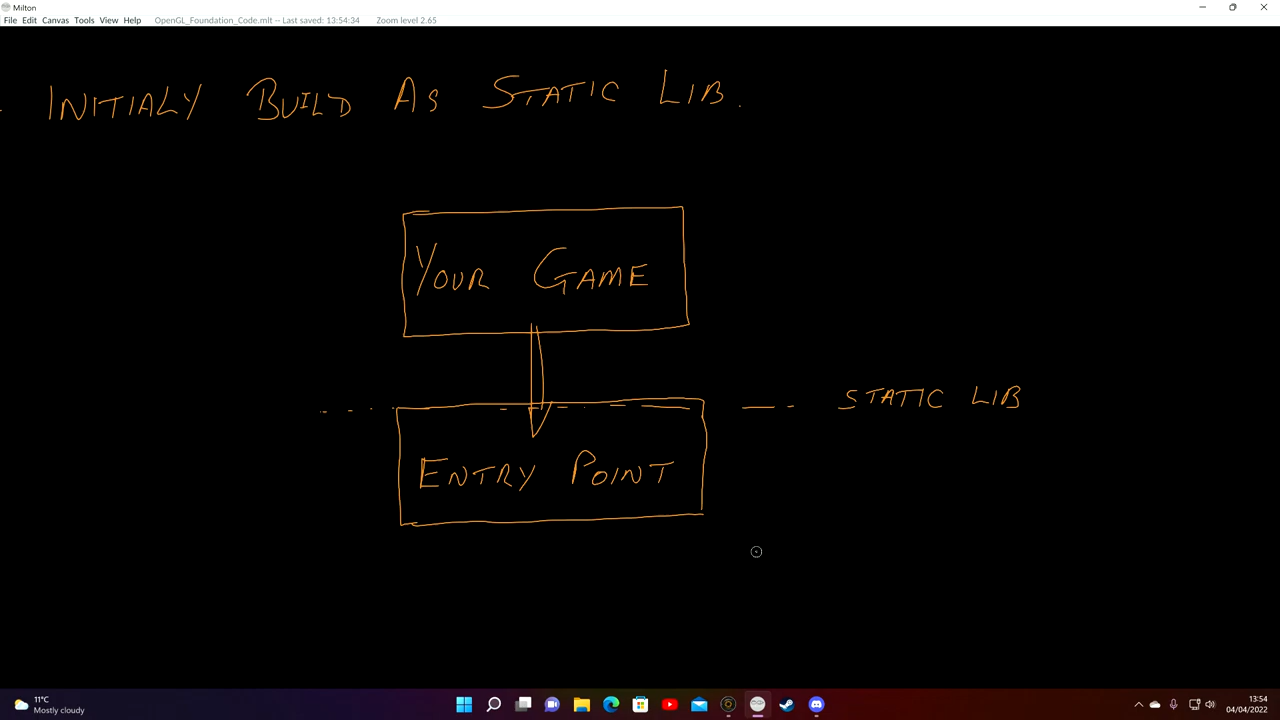 Milton
File Edit Canvas Tools View Help OpenGL_Foundation_Code.mlt -- Last saved: 13:54:34 Zoom level 2.65
INITIALY BUILD AS STATIC LIB.
YOUR GAME
STATIC LIB
ENTRY POINT
11°C
Mostly cloudy
13:54
04/04/2022